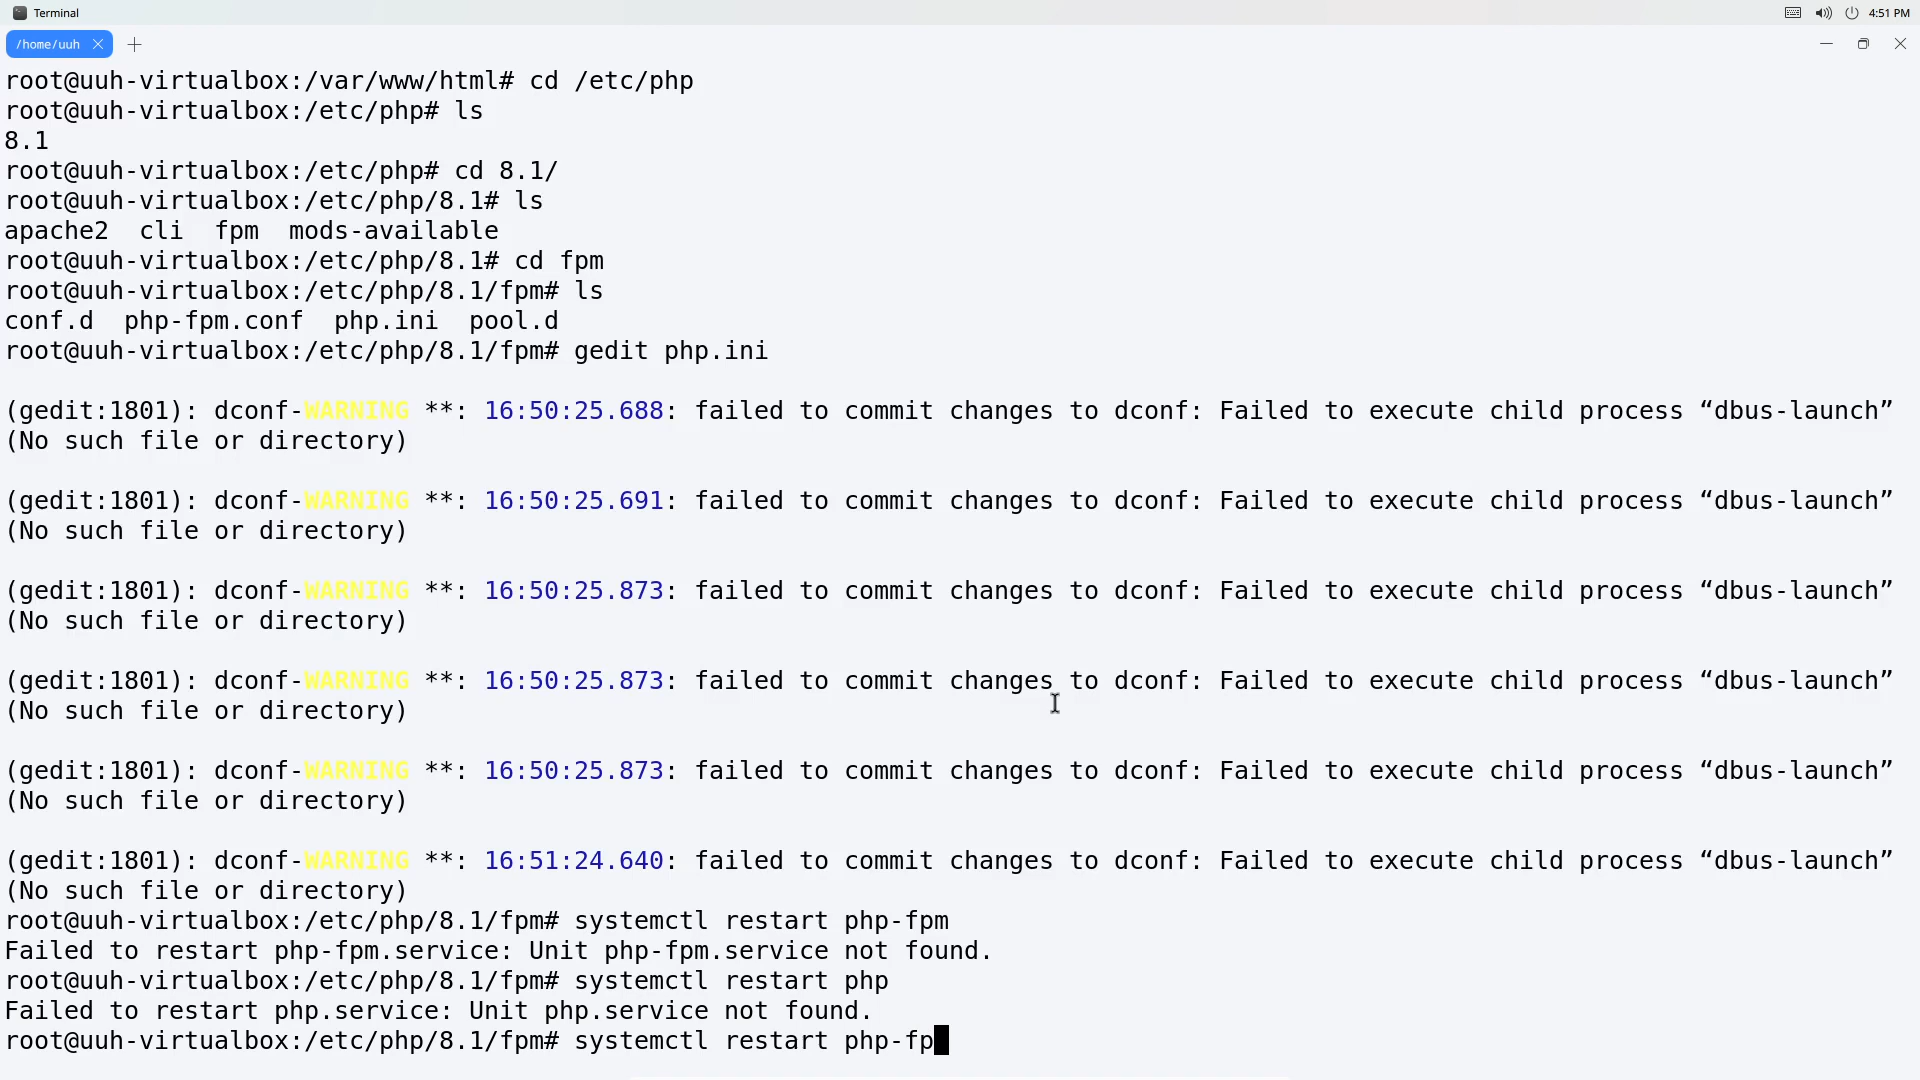 Terminal
4:51 PM
/home/uuh
root@uuh-virtualbox:/var/www/html# cd /etc/php
root@uuh-virtualbox:/etc/php# ls
8.1
root@uuh-virtualbox:/etc/php# cd 8.1/
root@uuh-virtualbox:/etc/php/8.1# ls
apache2  cli  fpm  mods-available
root@uuh-virtualbox:/etc/php/8.1# cd fpm
root@uuh-virtualbox:/etc/php/8.1/fpm# ls
conf.d  php-fpm.conf  php.ini  pool.d
root@uuh-virtualbox:/etc/php/8.1/fpm# gedit php.ini
(gedit:1801): dconf-WARNING **: 16:50:25.688: failed to commit changes to dconf: Failed to execute child process “dbus-launch”
(No such file or directory)
(gedit:1801): dconf-WARNING **: 16:50:25.691: failed to commit changes to dconf: Failed to execute child process “dbus-launch”
(No such file or directory)
(gedit:1801): dconf-WARNING **: 16:50:25.873: failed to commit changes to dconf: Failed to execute child process “dbus-launch”
(No such file or directory)
(gedit:1801): dconf-WARNING **: 16:50:25.873: failed to commit changes to dconf: Failed to execute child process “dbus-launch”
(No such file or directory)
(gedit:1801): dconf-WARNING **: 16:50:25.873: failed to commit changes to dconf: Failed to execute child process “dbus-launch”
(No such file or directory)
(gedit:1801): dconf-WARNING **: 16:51:24.640: failed to commit changes to dconf: Failed to execute child process “dbus-launch”
(No such file or directory)
root@uuh-virtualbox:/etc/php/8.1/fpm# systemctl restart php-fpm
Failed to restart php-fpm.service: Unit php-fpm.service not found.
root@uuh-virtualbox:/etc/php/8.1/fpm# systemctl restart php
Failed to restart php.service: Unit php.service not found.
root@uuh-virtualbox:/etc/php/8.1/fpm# systemctl restart php-fp